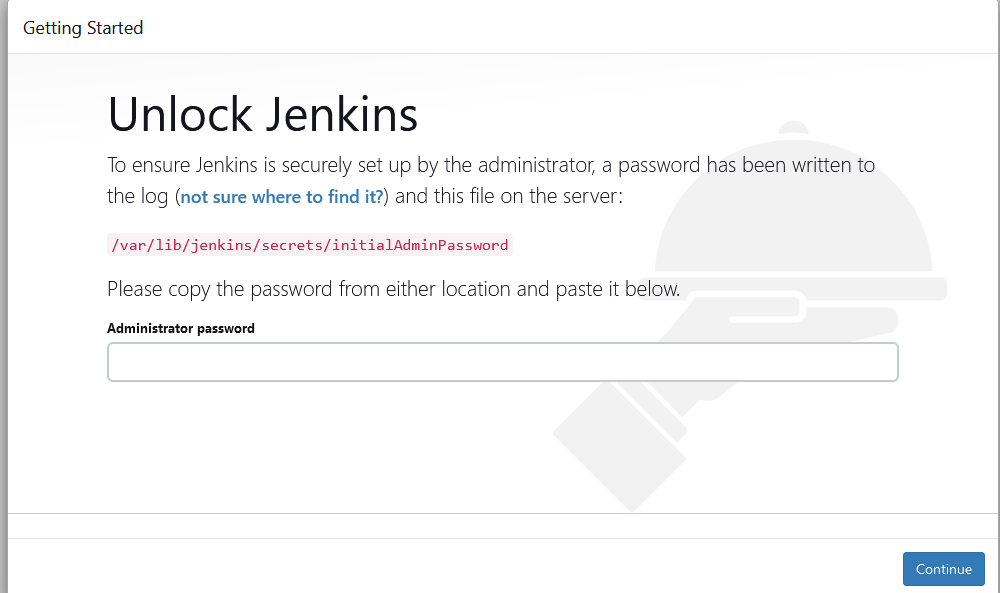 Getting Started
Unlock Jenkins
To ensure Jenkins is securely set up by the administrator, a password has been written to
the log (not sure where to find it?) and this file on the server:
/var/lib/jenkins/secrets/initialAdminPassword
Please copy the password from either location and paste it below.
Administrator password
Continue